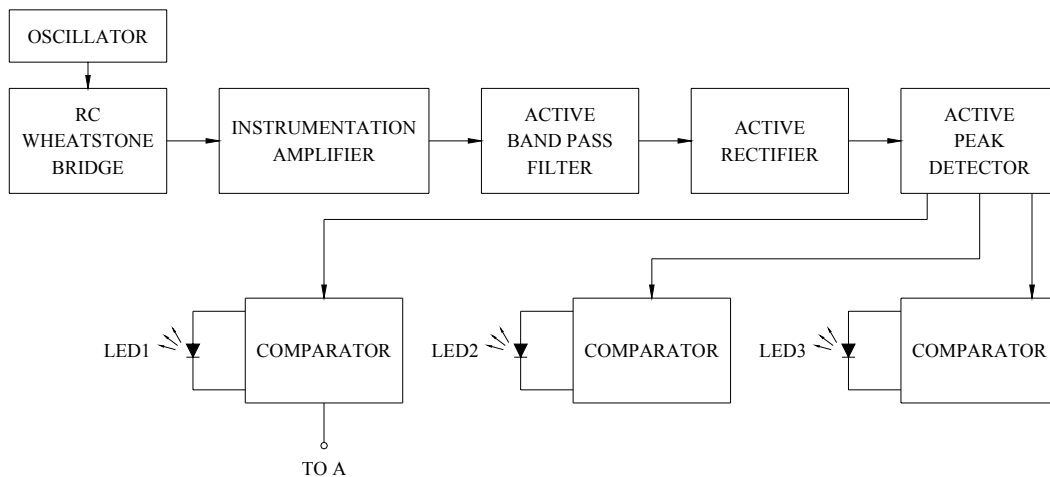 OSCILLATOR
RC
WHEATSTONE
BRIDGE
INSTRUMENTATION
AMPLIFIER
ACTIVE
BAND PASS
FILTER
ACTIVE
RECTIFIER
ACTIVE
PEAK
DETECTOR
LED1
COMPARATOR
LED2
COMPARATOR
LED3
COMPARATOR
TO A